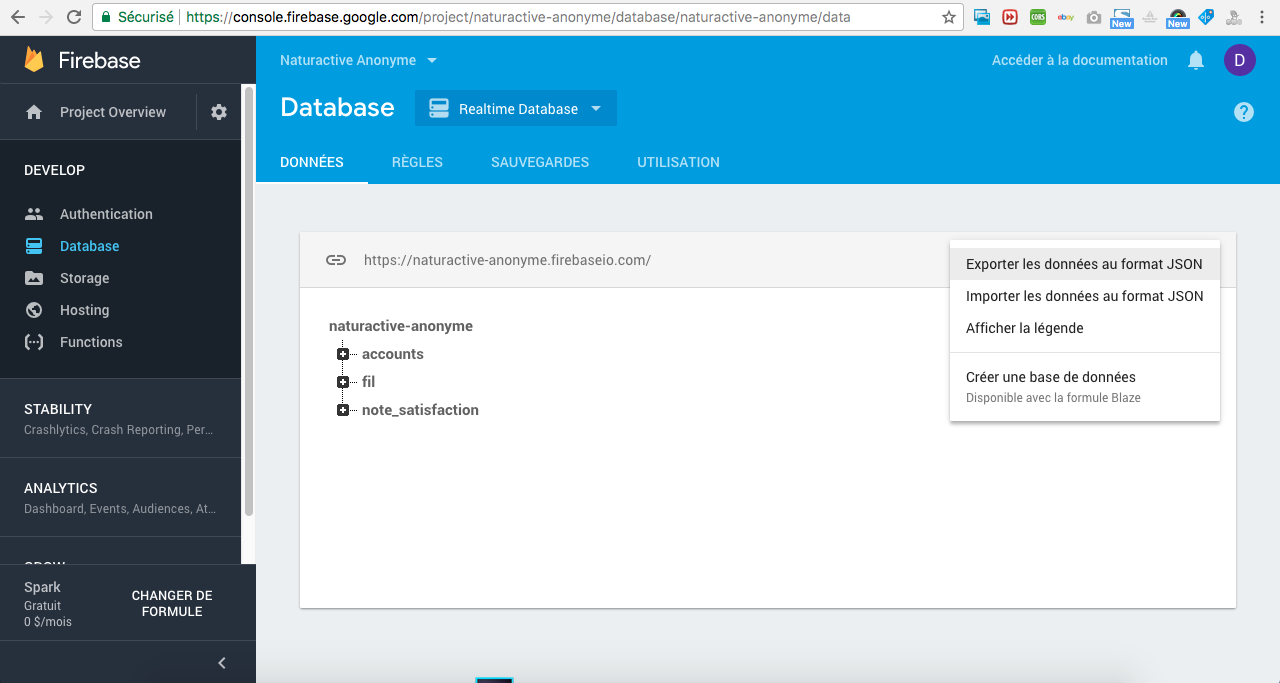 Sécurisé https://console.firebase.google.com/project/naturactive-anonyme/database/naturactive-anonyme/data
CORS
ebay
New
New
Firebase
Project Overview
DEVELOP
Authentication
Database
Storage
Hosting
Functions
STABILITY
Crashlytics, Crash Reporting, Per...
ANALYTICS
Dashboard, Events, Audiences, At...
GROW
Spark
Gratuit
0 $/mois
CHANGER DE
FORMULE
Naturactive Anonyme
Accéder à la documentation
D
Database
Realtime Database
?
DONNÉES
RÈGLES
SAUVEGARDES
UTILISATION
https://naturactive-anonyme.firebaseio.com/
naturactive-anonyme
accounts
fil
note_satisfaction
Exporter les données au format JSON
Importer les données au format JSON
Afficher la légende
Créer une base de données
Disponible avec la formule Blaze